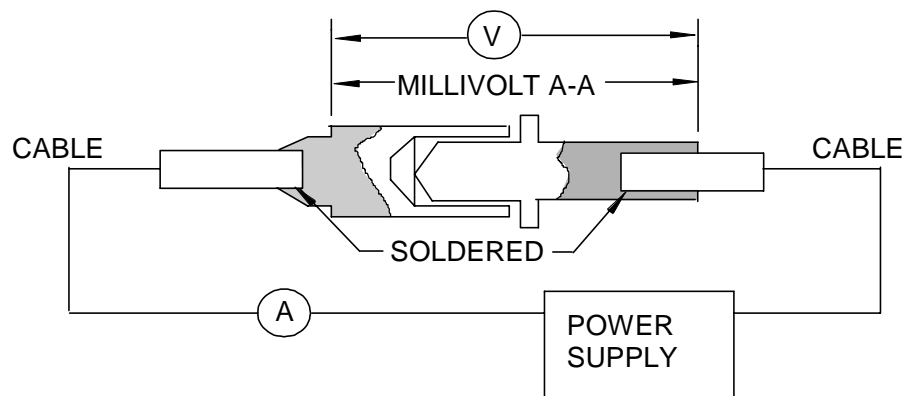 V
MILLIVOLT A-A
CABLE
CABLE
SOLDERED
A
POWER
SUPPLY